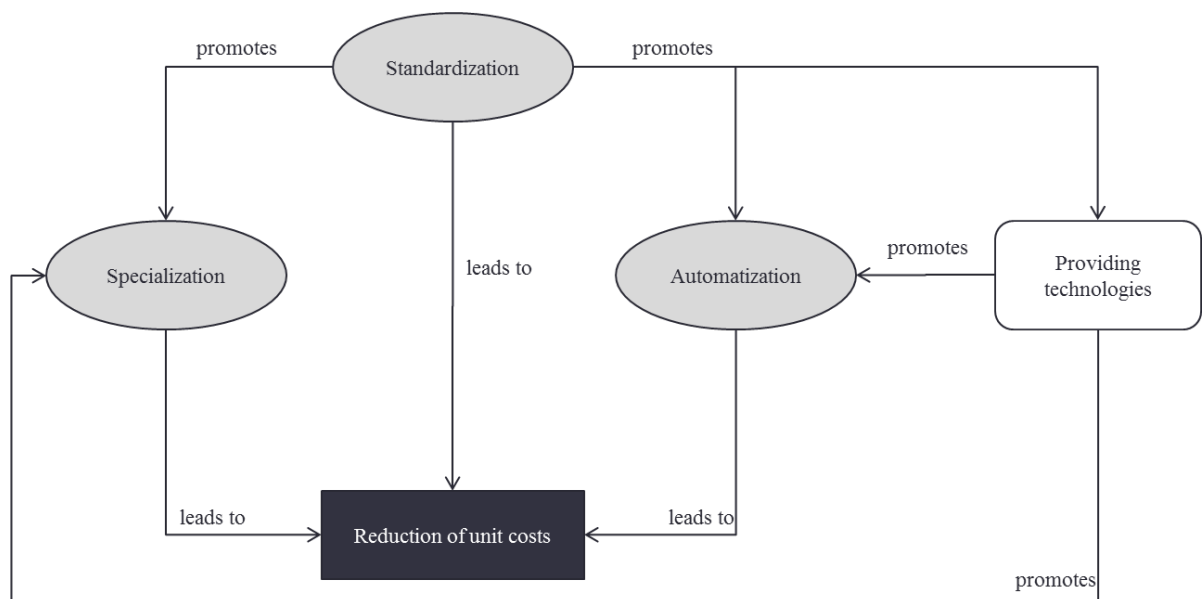 promotes
promotes
Standardization
promotes
leads to
Specialization
Automatization
Providing
technologies
leads to
leads to
Reduction of unit costs
promotes